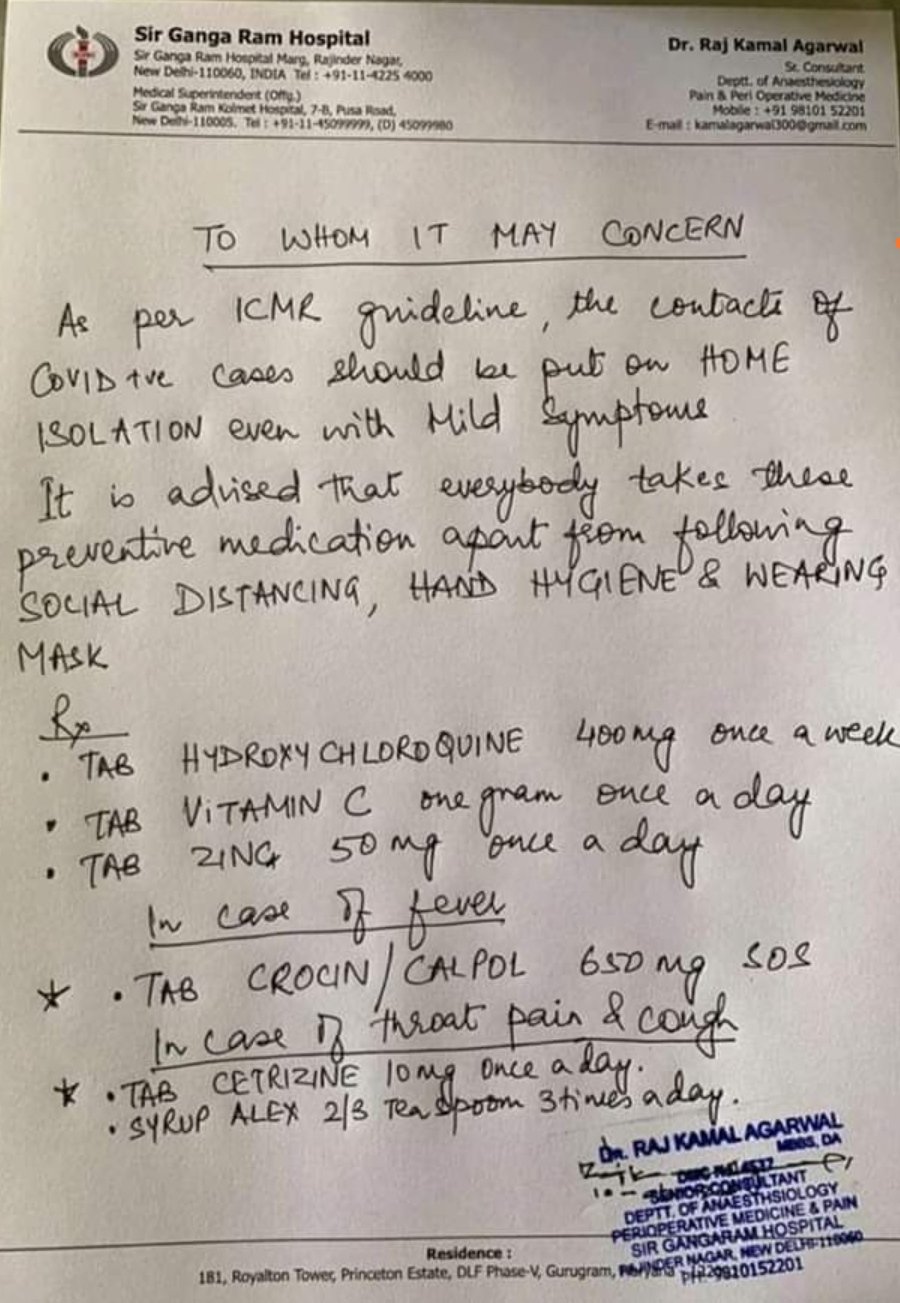 Sir Ganga Ram Hospital
Sir Ganga Ram Hospital Marg, Rajinder Nagar,
New Delhi-110060, INDIA Tel : +91-11-4225 4000
Medical Superintendent (Offg.)
Sir Ganga Ram Kolmet Hospital, 7-B, Pusa Road,
New Delhi-110005. Tel : +91-11-45099999, (D) 45099980
Dr. Raj Kamal Agarwal
Sr. Consultant
Deptt. of Anaesthesiology
Pain & Peri Operative Medicine
Mobile : +91 98101 52201
E-mail : kamalagarwal300@gmail.com
TO WHOM IT MAY CONCERN
As per ICMR guideline, the contacts of
COVID +ve cases should be put on HOME
ISOLATION even with Mild Symptoms
It is advised that everybody takes these
preventive medication apart from following
SOCIAL DISTANCING, HAND HYGIENE & WEARING
MASK
Rx
• TAB HYDROXYCHLOROQUINE 400mg once a week
• TAB VITAMIN C one gram once a day
• TAB ZINC 50 mg once a day
In case of fever
★ • TAB CROCIN/CALPOL 650 mg SOS
In case of throat pain & cough
★ • TAB CETRIZINE 10mg once a day.
• SYRUP ALEX 2/3 Tea spoom 3 times a day.
Dr. RAJ KAMAL AGARWAL
MBBS, DA
SENIOR CONSULTANT
DEPTT. OF ANAESTHSIOLOGY
PERIOPERATIVE MEDICINE & PAIN
SIR GANGARAM HOSPITAL
RAJINDER NAGAR, NEW DELHI-110060
PH-9810152201
Residence :
181, Royalton Tower, Princeton Estate, DLF Phase-V, Gurugram, Haryana